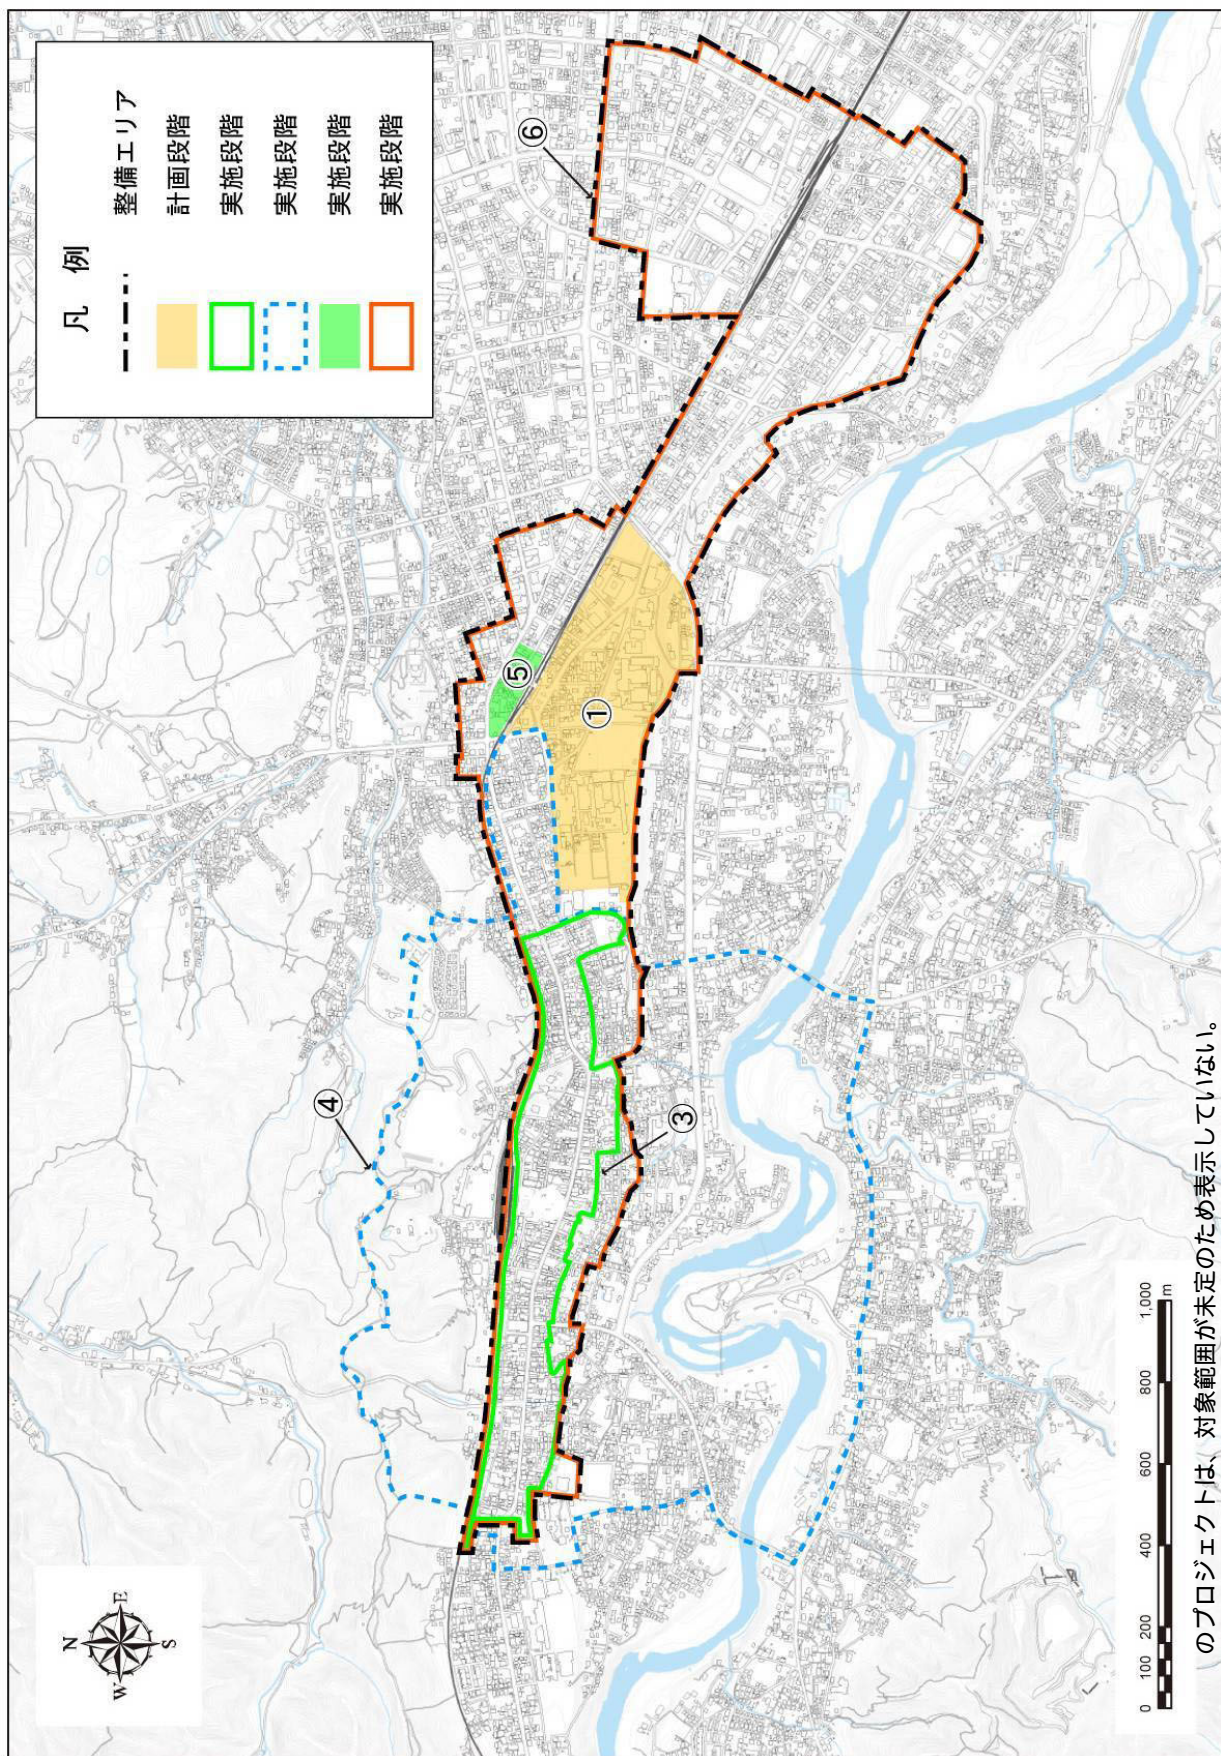 凡 例
整備エリア
計画段階
実施段階
実施段階
実施段階
実施段階
⑥
⑤
①
④
③
N
W
E
S
0 100 200 400 600 800 1,000
m
のプロジェクトは、対象範囲が未定のため表示していない。